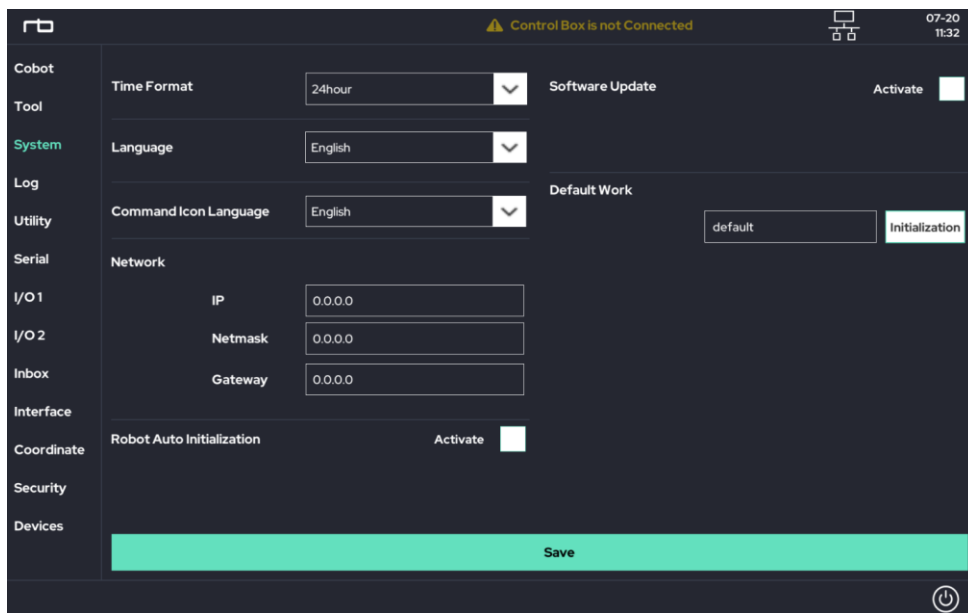 rb
Control Box is not Connected
07-20
11:32
Cobot
Tool
System
Log
Utility
Serial
I/O 1
I/O 2
Inbox
Interface
Coordinate
Security
Devices
Time Format
24hour
Language
English
Command Icon Language
English
Network
IP
0.0.0.0
Netmask
0.0.0.0
Gateway
0.0.0.0
Robot Auto Initialization
Activate
Software Update
Activate
Default Work
default
Initialization
Save